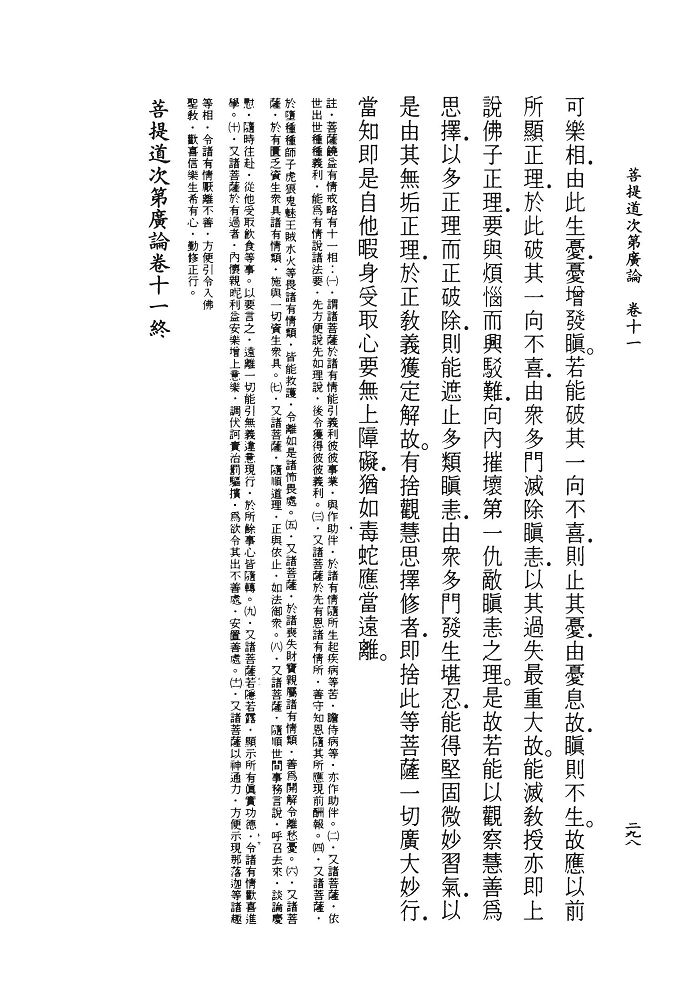 菩提道次第廣論　卷十一
二九八
可樂相．由此生憂．憂增發瞋。若能破其一向不喜．則止其憂．由憂息故．瞋則不生。故應以前
所顯正理．於此破其一向不喜．由衆多門滅除瞋恚．以其過失．最重大故。能滅教授亦即上
說佛子正理．要與煩惱而興駁難．向內摧壞第一仇敵瞋恚之理。是故若能以觀察慧善爲
思擇．以多正理而正破除．則能遮止多類瞋恚．由衆多門發生堪忍．能得堅固微妙習氣．以
是由其無垢正理．於正教義獲定解故。有捨觀慧思擇修者．即捨此等菩薩一切廣大妙行．
當知即是自他暇身受取心要無上障礙．猶如毒蛇應當遠離。
註．菩薩饒益有情戒略有十一相：㈠．謂諸菩薩於諸有情能引義利彼彼事業．與作助伴．於諸有情隨所生起疾病等苦．瞻侍病等．亦作助伴。㈡．又諸菩薩．依
世出世種種義利．能爲有情說諸法要．先方便說先如理說．後令獲得彼彼義利。㈢．又諸菩薩於先有恩諸有情所．善守知恩隨其所應現前酬報。㈣．又諸菩薩．
於墮種種師子虎狼鬼魅王賊水火等畏諸有情類．皆能救護．令離如是諸怖畏處。㈤．又諸菩薩．於諸喪失財寶親屬諸有情類．善爲開解令離愁憂。㈥．又諸菩
薩．於有匱乏資生衆具諸有情類．施與一切資生衆具。㈦．又諸菩薩．隨順道理．正與依止．如法御衆。㈧．又諸菩薩．隨順世間事務言說．呼召去來．談論慶
慰．隨時往赴．從他受取飲食等事。以要言之．遠離一切能引無義違意現行．於所餘事心皆隨轉。㈨．又諸菩薩若隱若露．顯示所有眞實功德．令諸有情歡喜進
學。㈩．又諸菩薩於有過者．內懷親昵利益安樂增上意樂．調伏訶責治罰驅擯．爲欲令其出不善處．安置善處。㈩㈠．又諸菩薩以神通力．方便示現那落迦等諸趣
等相．令諸有情厭離不善．方便引令入佛
聖教．歡喜信樂生希有心．勤修正行。
菩提道次第廣論卷十一終